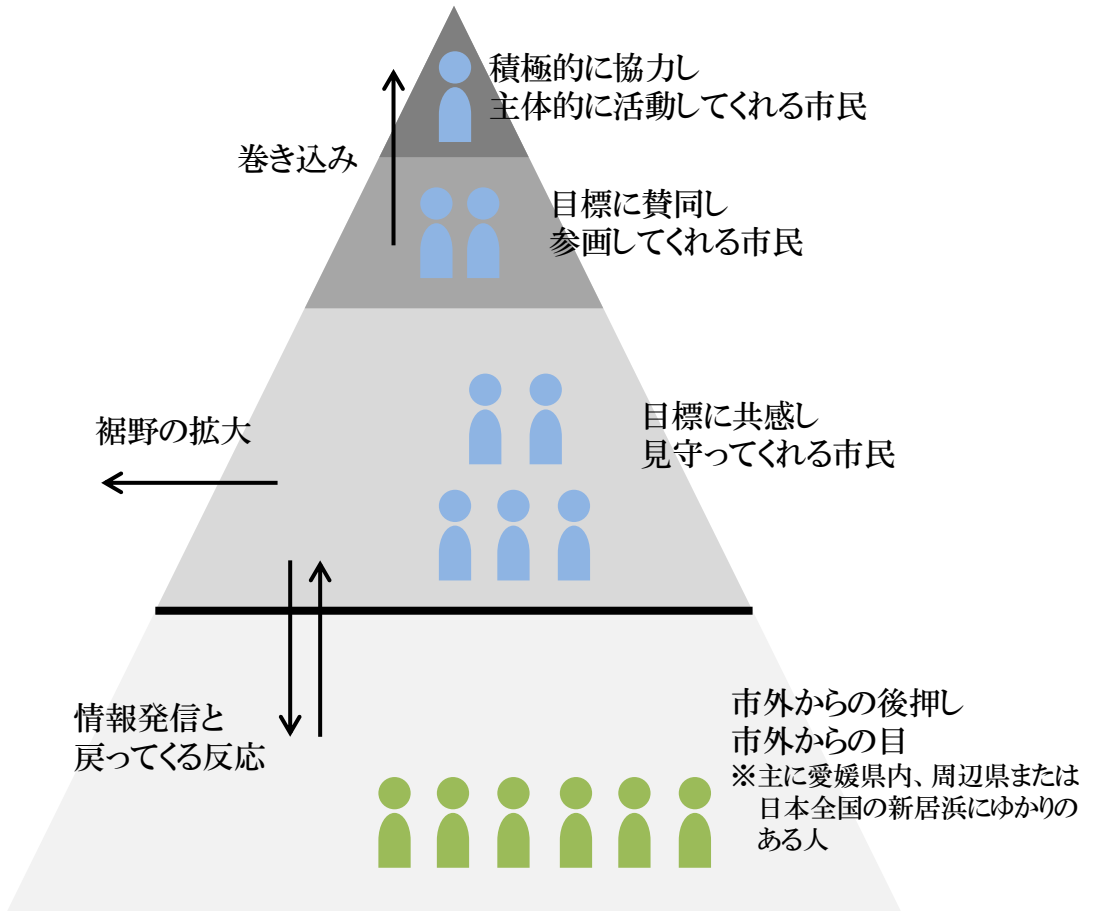 積極的に協力し
主体的に活動してくれる市民
巻き込み
目標に賛同し
参画してくれる市民
目標に共感し
見守ってくれる市民
裾野の拡大
市外からの後押し
市外からの目
※主に愛媛県内、周辺県または
日本全国の新居浜にゆかりの
ある人
情報発信と
戻ってくる反応